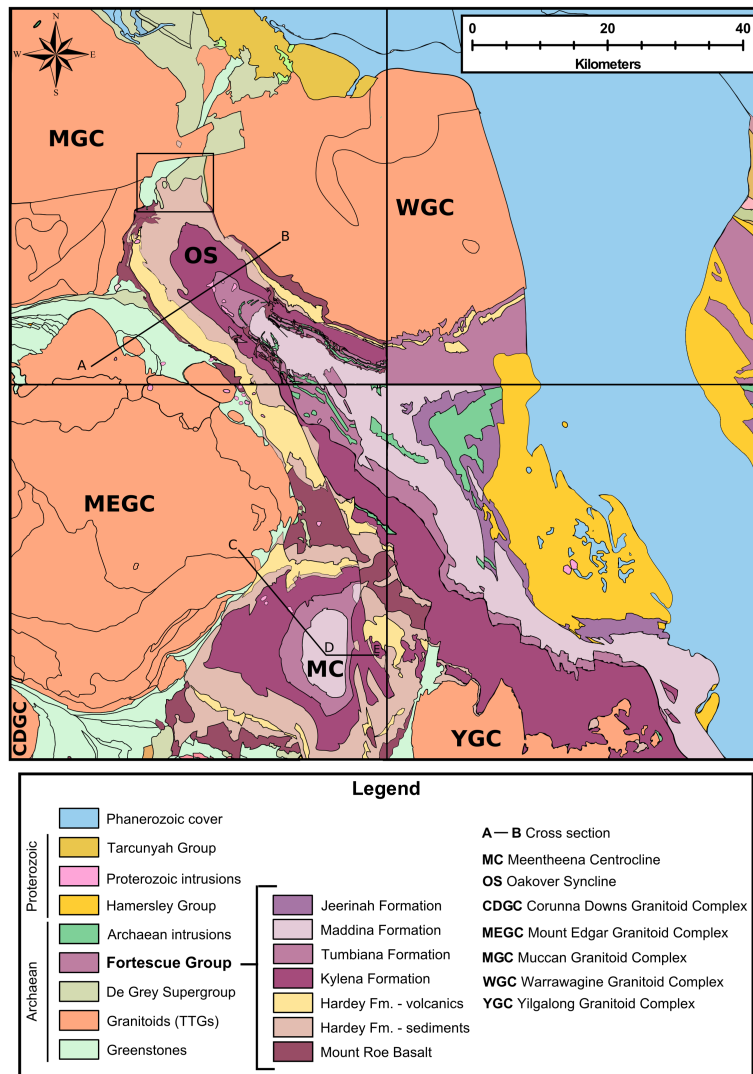 N
W E
S
0 20 40
Kilometers
MGC
WGC
B
OS
A
MEGC
C
D
E
MC
CDGC
YGC
Legend
Phanerozoic cover
Tarcunyah Group
Proterozoic intrusions
Hamersley Group
Archaean intrusions
Fortescue Group
De Grey Supergroup
Granitoids (TTGs)
Greenstones
Proterozoic
Archaean
Jeerinah Formation
Maddina Formation
Tumbiana Formation
Kylena Formation
Hardey Fm. - volcanics
Hardey Fm. - sediments
Mount Roe Basalt
A — B Cross section
MC Meentheena Centrocline
OS Oakover Syncline
CDGC Corunna Downs Granitoid Complex
MEGC Mount Edgar Granitoid Complex
MGC Muccan Granitoid Complex
WGC Warrawagine Granitoid Complex
YGC Yilgalong Granitoid Complex